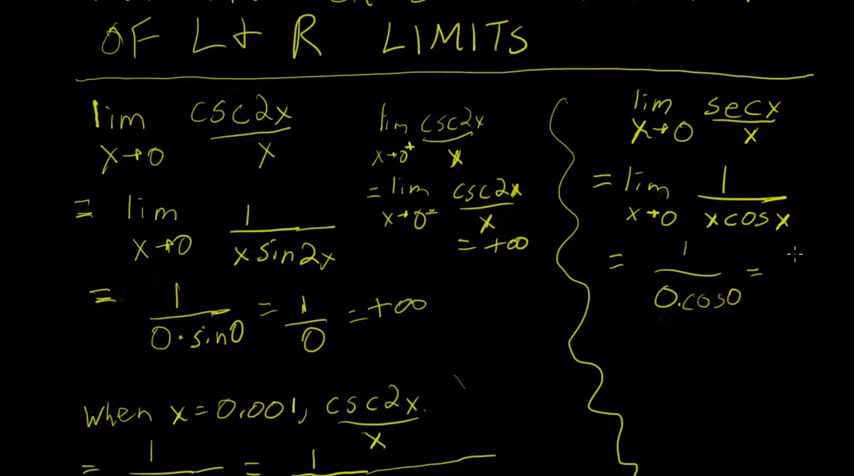 OF L + R LIMITS
lim x→0 csc2x / x
= lim x→0 1 / x sin2x
= 1 / 0·sin0 = 1/0 = +∞
lim x→0⁺ csc2x / x
= lim x→0⁻ csc2x / x
= +∞
when x = 0.001, csc2x / x
= 1 = 1
lim x→0 secx / x
= lim x→0 1 / x cosx
= 1 / 0·cos0 =